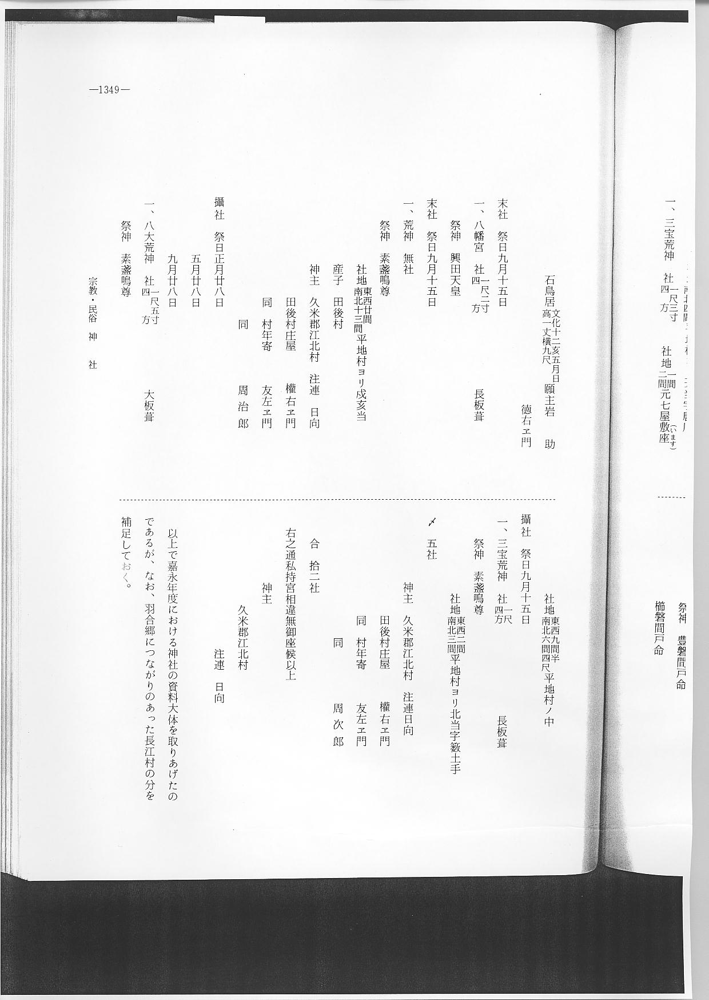 一、三宝荒神　社一尺三寸四　方　社地一間二間元七屋敷座（います）
祭神　豊磐間戸命
櫛磐間戸命
石鳥居文化十二亥五月日高一丈横九尺願主岩　助
徳右ヱ門
末社　祭日九月十五日
一、八幡宮　社一尺二寸四　方　長板葺
祭神　興田天皇
末社　祭日九月十五日
一、荒神　無社
祭神　素盞鳴尊
社地東西廿間南北十三間平地村ヨリ戍亥当
産子　田後村
神主　久米郡江北村　注連　日向
田後村庄屋　權右ヱ門
同　村年寄　友左ヱ門
同　周治郎
攝社　祭日正月廿八日
五月廿八日
九月廿八日
一、八大荒神　社一尺五寸四　方　大板葺
祭神　素盞鳴尊
社地東西九間半南北六間四尺平地村ノ中
攝社　祭日九月十五日
一、三宝荒神　社一尺四方　長板葺
祭神　素盞鳴尊
社地東西二間南北三間平地村ヨリ北当字籔土手
〆　五社
神主　久米郡江北村　注連日向
田後村庄屋　權右ヱ門
同　村年寄　友左ヱ門
同　周次郎
合　拾二社
右之通私持宮相違無御座候以上
神主
久米郡江北村
注連　日向
以上で嘉永年度における神社の資料大体を取りあげたの
であるが、なお、羽合郷につながりのあった長江村の分を
補足しておく。
宗教・民俗　神　社
—1349—